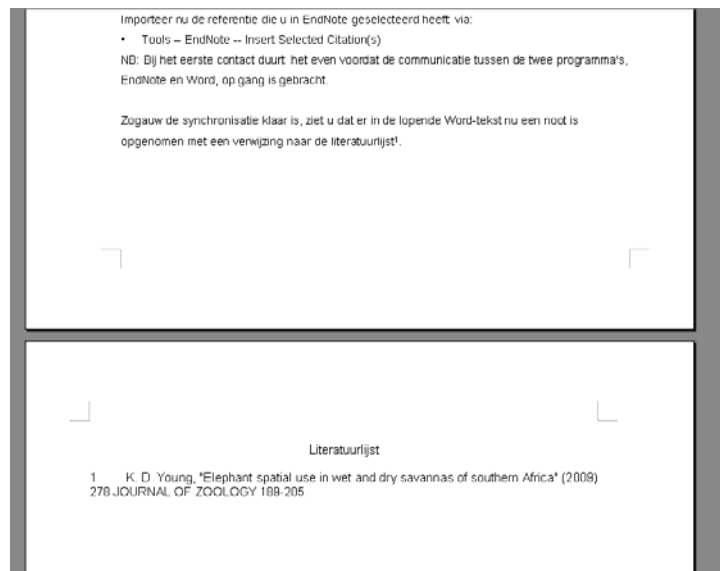 Importeer nu de referentie die u in EndNote geselecteerd heeft via:
• Tools – EndNote -- Insert Selected Citation(s)
NB: Bij het eerste contact duurt het even voordat de communicatie tussen de twee programma's,
EndNote en Word, op gang is gebracht.
Zogauw de synchronisatie klaar is, ziet u dat er in de lopende Word-tekst nu een noot is
opgenomen met een verwijzing naar de literatuurlijst¹.
Literatuurlijst
1 K. D. Young, "Elephant spatial use in wet and dry savannas of southern Africa" (2009)
278 JOURNAL OF ZOOLOGY 189-205.